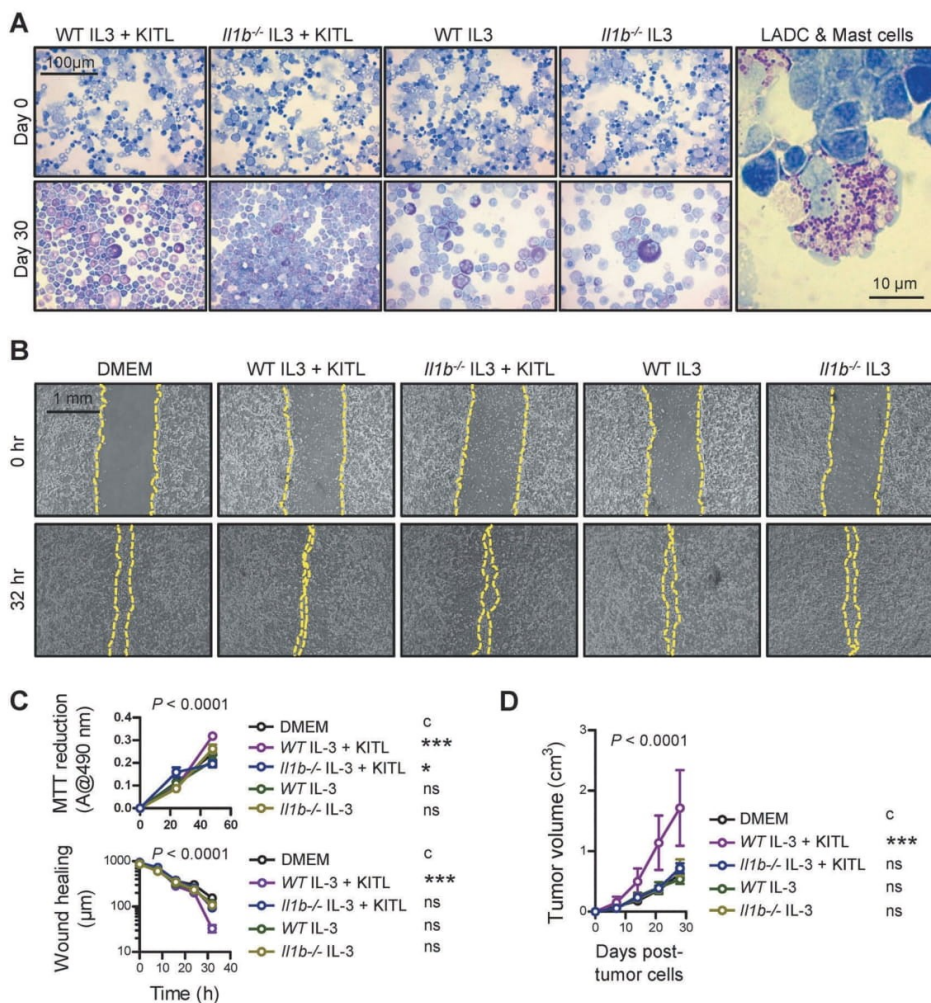 A
WT IL3 + KITL
Il1b-/- IL3 + KITL
WT IL3
Il1b-/- IL3
LADC & Mast cells
100µm
Day 0
Day 30
10 µm
B
DMEM
WT IL3 + KITL
Il1b-/- IL3 + KITL
WT IL3
Il1b-/- IL3
1 mm
0 hr
32 hr
C
P < 0.0001
MTT reduction
(A@490 nm)
0.4
0.3
0.2
0.1
0.0
0 20 40 60
DMEM c
WT IL-3 + KITL ***
Il1b-/- IL-3 + KITL *
WT IL-3 ns
Il1b-/- IL-3 ns
P < 0.0001
Wound healing
(µm)
1000
100
10
0 10 20 30 40
Time (h)
DMEM c
WT IL-3 + KITL ***
Il1b-/- IL-3 + KITL ns
WT IL-3 ns
Il1b-/- IL-3 ns
D
P < 0.0001
Tumor volume (cm3)
3
2
1
0
0 10 20 30
Days post-
tumor cells
DMEM c
WT IL-3 + KITL ***
Il1b-/- IL-3 + KITL ns
WT IL-3 ns
Il1b-/- IL-3 ns